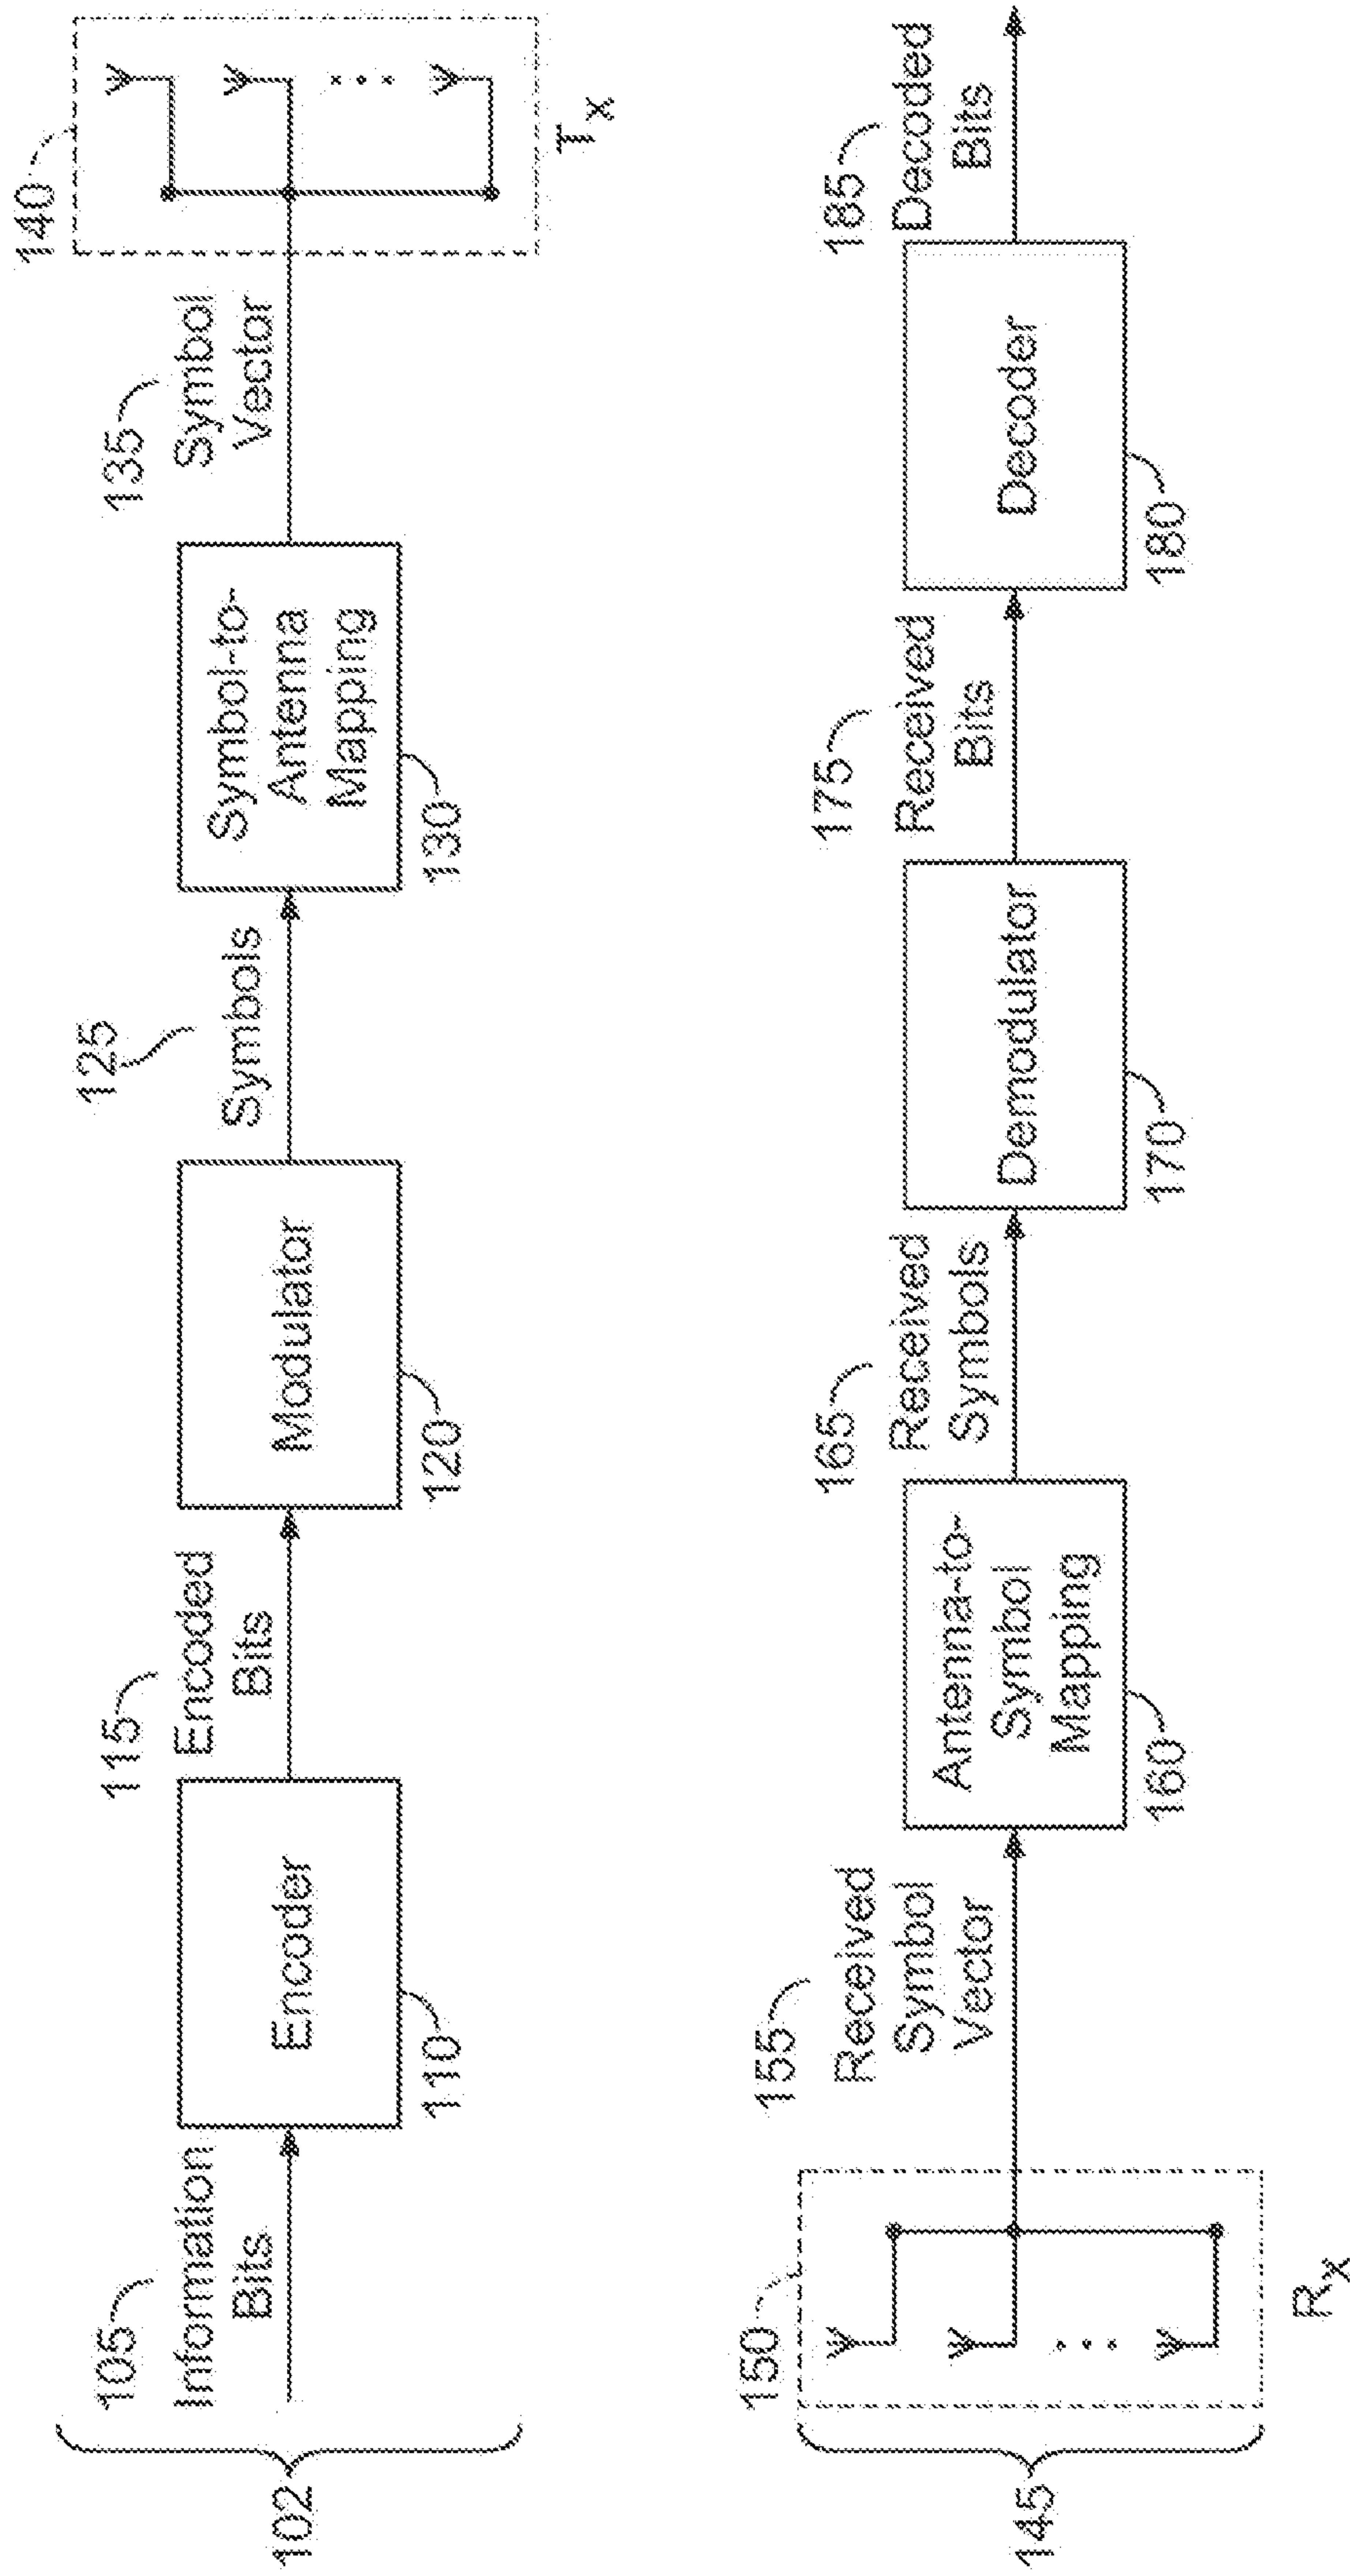 102
105
Information
Bits
Encoder
110
115
Encoded
Bits
Modulator
120
125
Symbols
Symbol-to-
Antenna
Mapping
130
135
Symbol
Vector
140
Tx
145
150
Rx
155
Received
Symbol
Vector
Antenna-to-
Symbol
Mapping
160
165
Received
Symbols
Demodulator
170
175
Received
Bits
Decoder
180
185
Decoded
Bits